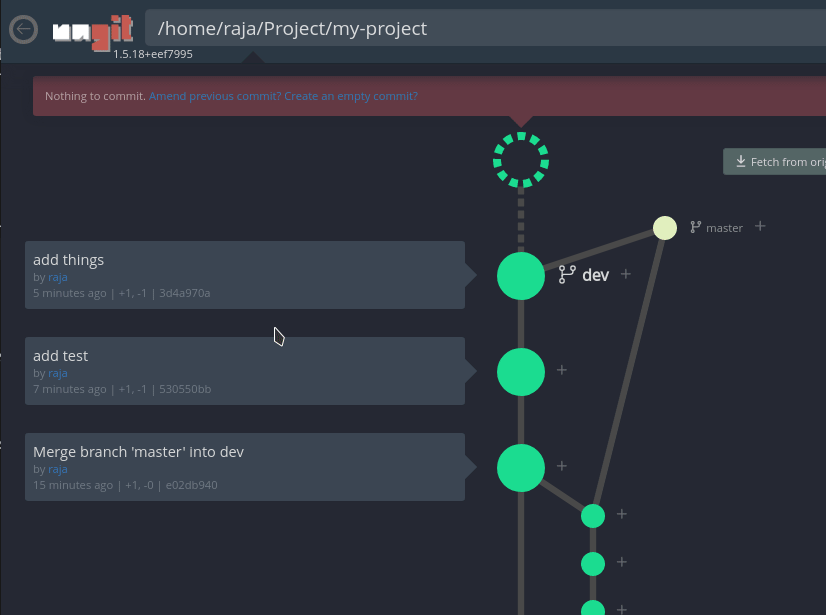 ungit
/home/raja/Project/my-project
1.5.18+eef7995
Nothing to commit. Amend previous commit? Create an empty commit?
Fetch from
master +
add things
by raja
5 minutes ago | +1, -1 | 3d4a970a
dev +
add test
by raja
7 minutes ago | +1, -1 | 530550bb
+
Merge branch 'master' into dev
by raja
15 minutes ago | +1, -0 | e02db940
+
+
+
+